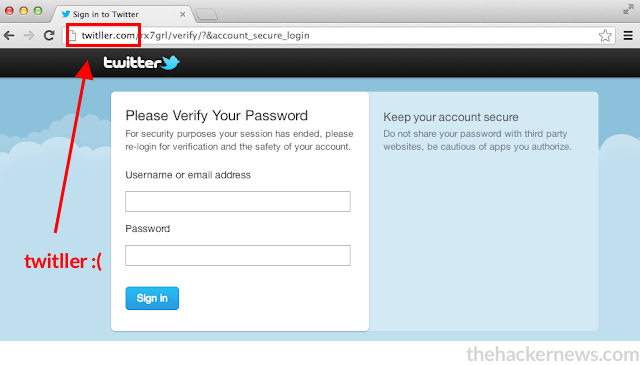 Sign in to Twitter
twitller.com/rx7grl/verify/?&account_secure_login
twitter
Please Verify Your Password
For security purposes your session has ended, please
re-login for verification and the safety of your account.
Username or email address
Password
Sign in
Keep your account secure
Do not share your password with third party
websites, be cautious of apps you authorize.
twitller :(
thehackernews.com